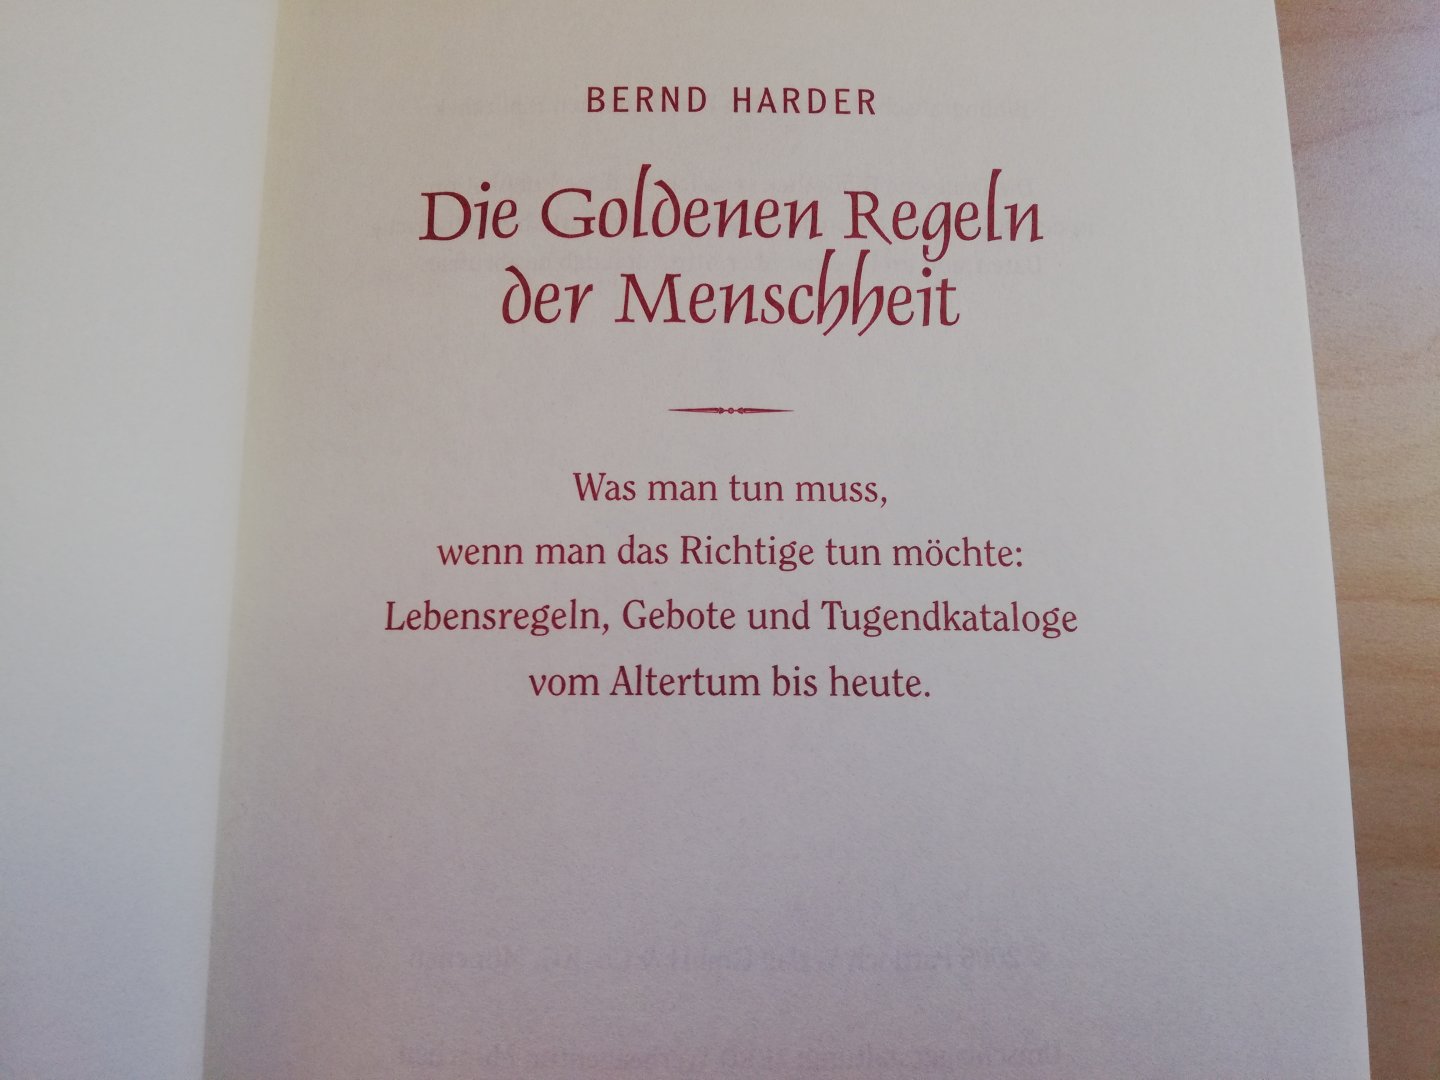 BERND HARDER
Die Goldenen Regeln
der Menschheit
Was man tun muss,
wenn man das Richtige tun möchte:
Lebensregeln, Gebote und Tugendkataloge
vom Altertum bis heute.